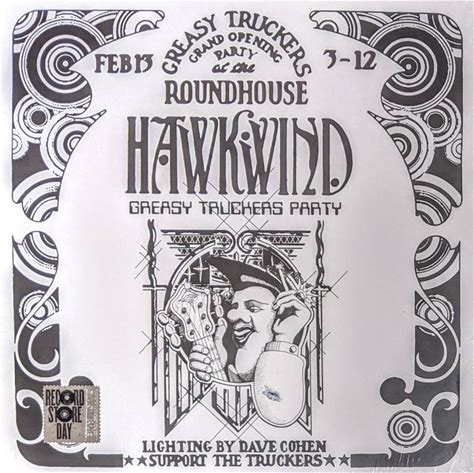 GREASY TRUCKERS
GRAND OPENING
PARTY
FEB 13 at the 3-12
ROUNDHOUSE
HAWKWIND
GREASY TRUCKERS PARTY
RECORD
STORE
DAY
LIGHTING BY DAVE COHEN
SUPPORT THE TRUCKERS